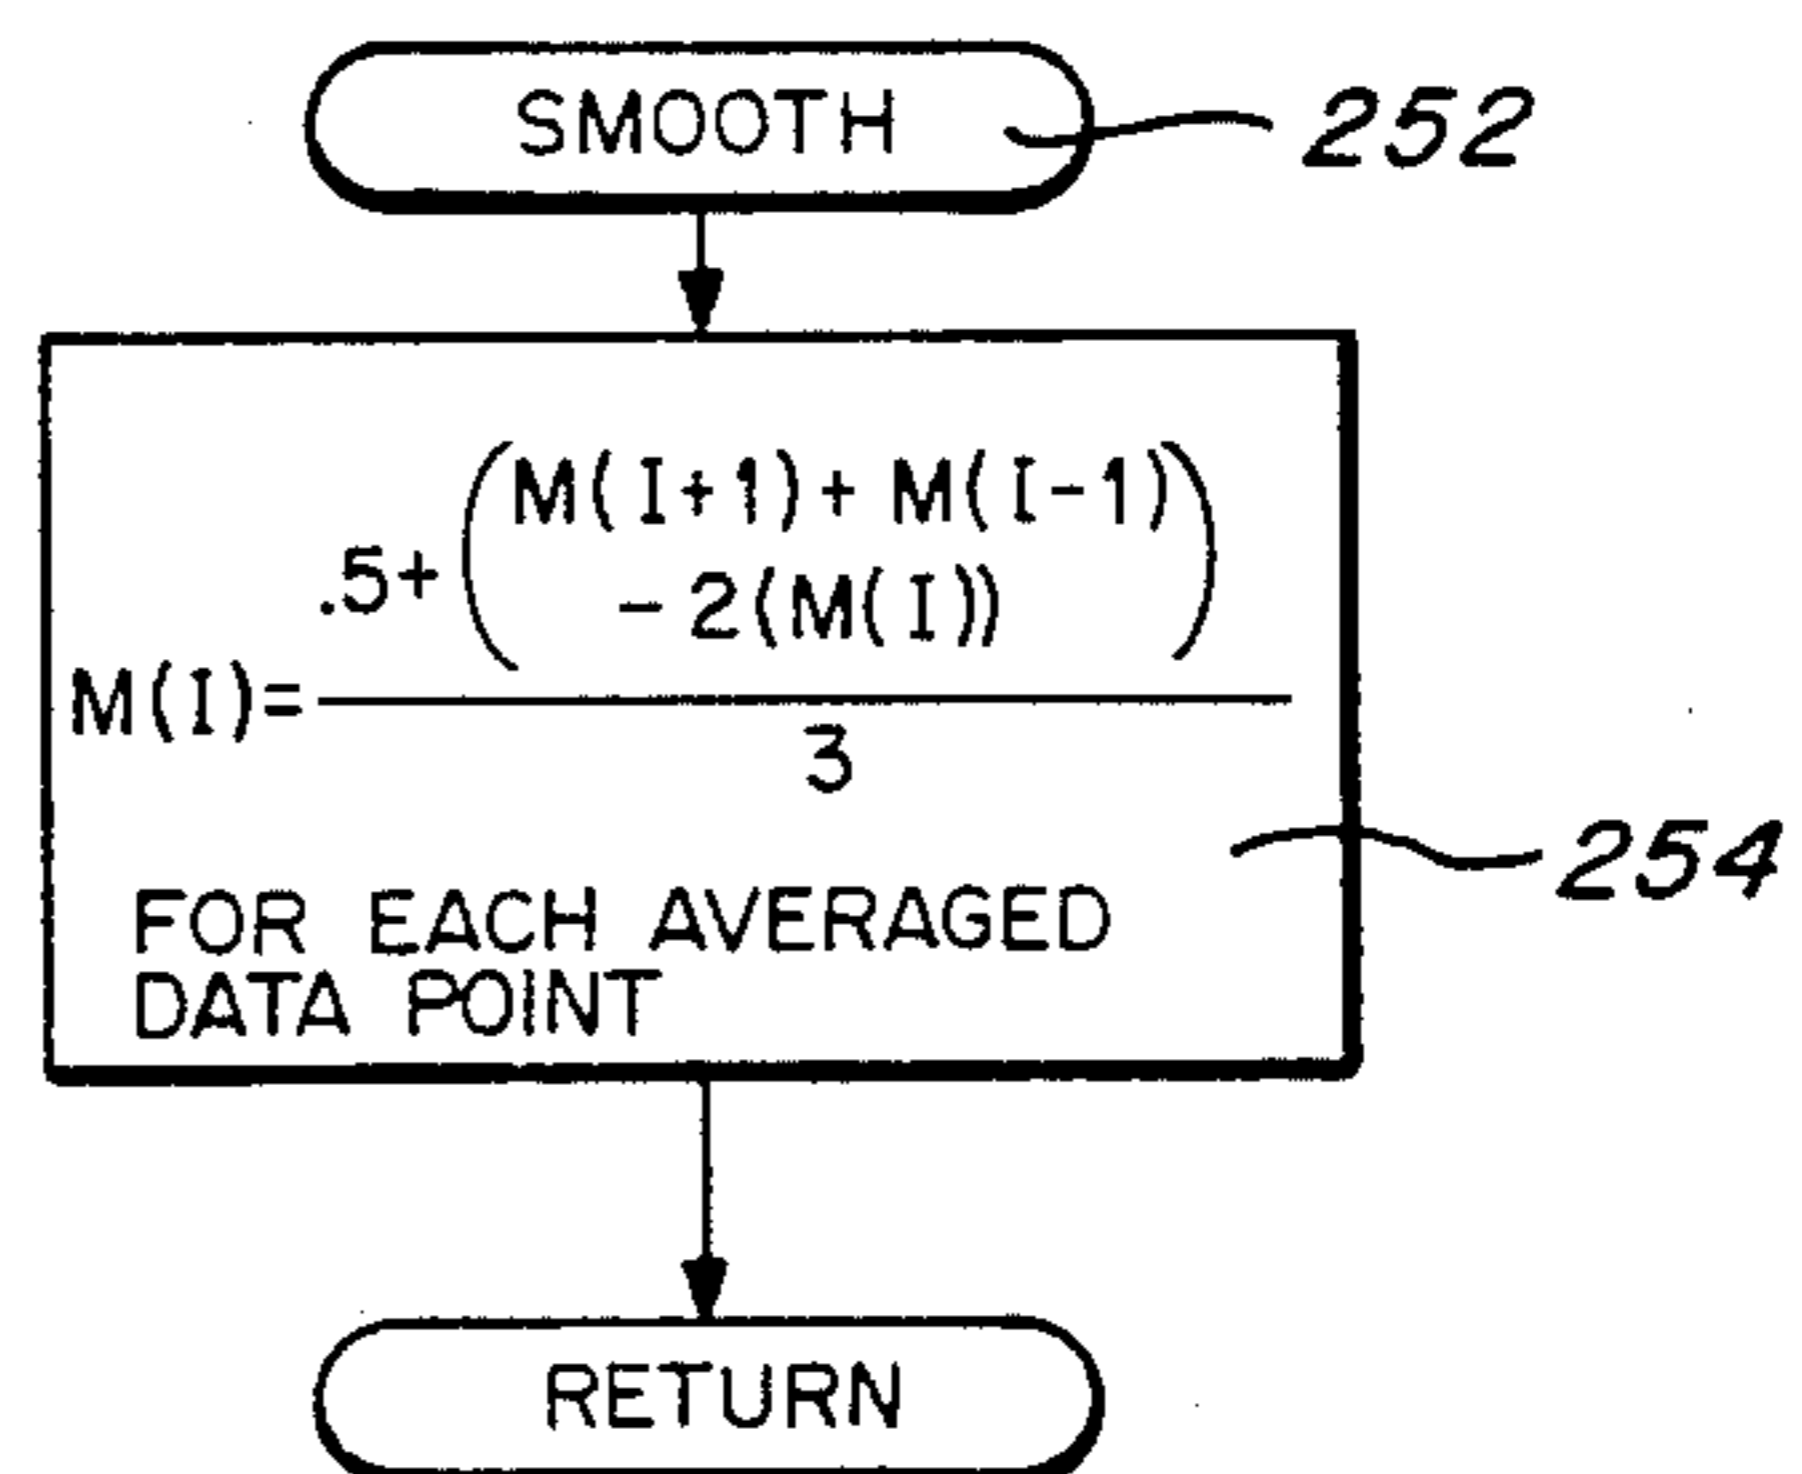 SMOOTH
252
M(I+1)+ M(I-1)
.5+
- 2(M(I))
M(I)=
3
254
FOR EACH AVERAGED
DATA POINT
RETURN